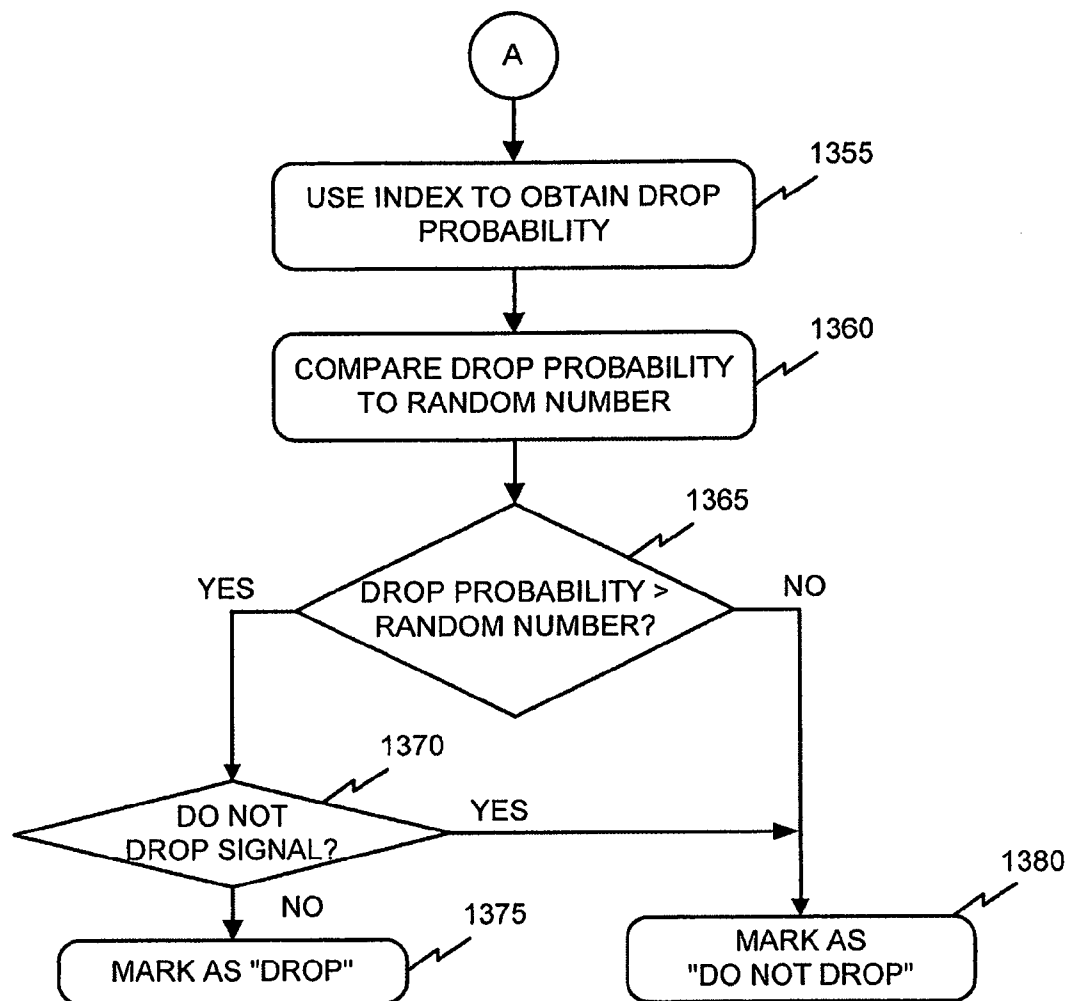 A
1355
USE INDEX TO OBTAIN DROP
PROBABILITY
1360
COMPARE DROP PROBABILITY
TO RANDOM NUMBER
1365
YES
DROP PROBABILITY >
RANDOM NUMBER?
NO
1370
DO NOT
DROP SIGNAL?
YES
NO
1375
MARK AS "DROP"
1380
MARK AS
"DO NOT DROP"